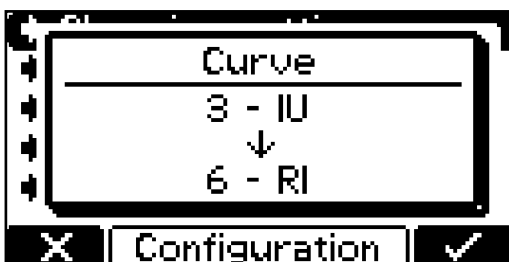 Curve
3 - IU
↓
6 - RI
Configuration